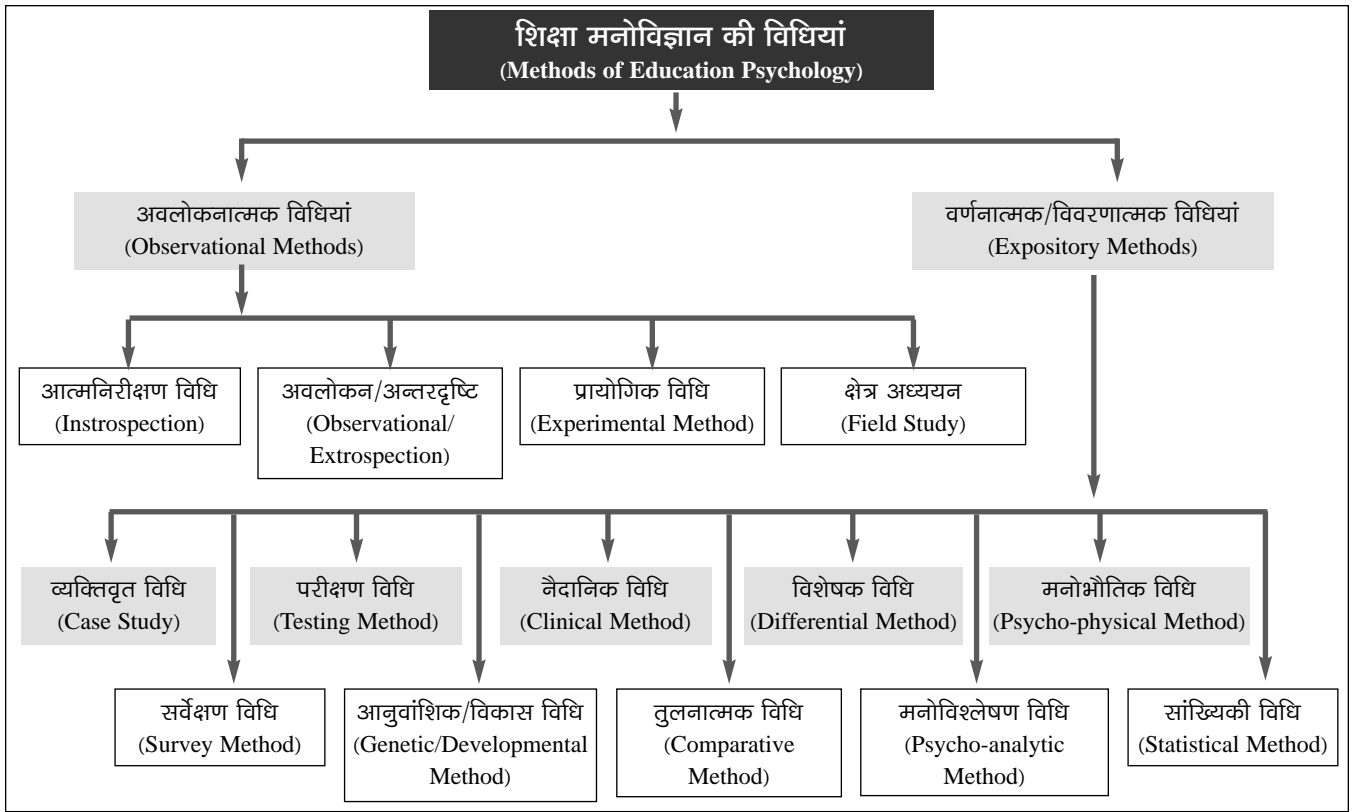 शिक्षा मनोविज्ञान की विधियां
(Methods of Education Psychology)
अवलोकनात्मक विधियां
(Observational Methods)
वर्णनात्मक/विवरणात्मक विधियां
(Expository Methods)
आत्मनिरीक्षण विधि
(Instrospection)
अवलोकन/अन्तरदृष्टि
(Observational/
Extrospection)
प्रायोगिक विधि
(Experimental Method)
क्षेत्र अध्ययन
(Field Study)
व्यक्तिवृत विधि
(Case Study)
परीक्षण विधि
(Testing Method)
नैदानिक विधि
(Clinical Method)
विशेषक विधि
(Differential Method)
मनोभौतिक विधि
(Psycho-physical Method)
सर्वेक्षण विधि
(Survey Method)
आनुवांशिक/विकास विधि
(Genetic/Developmental
Method)
तुलनात्मक विधि
(Comparative
Method)
मनोविश्लेषण विधि
(Psycho-analytic
Method)
सांख्यिकी विधि
(Statistical Method)